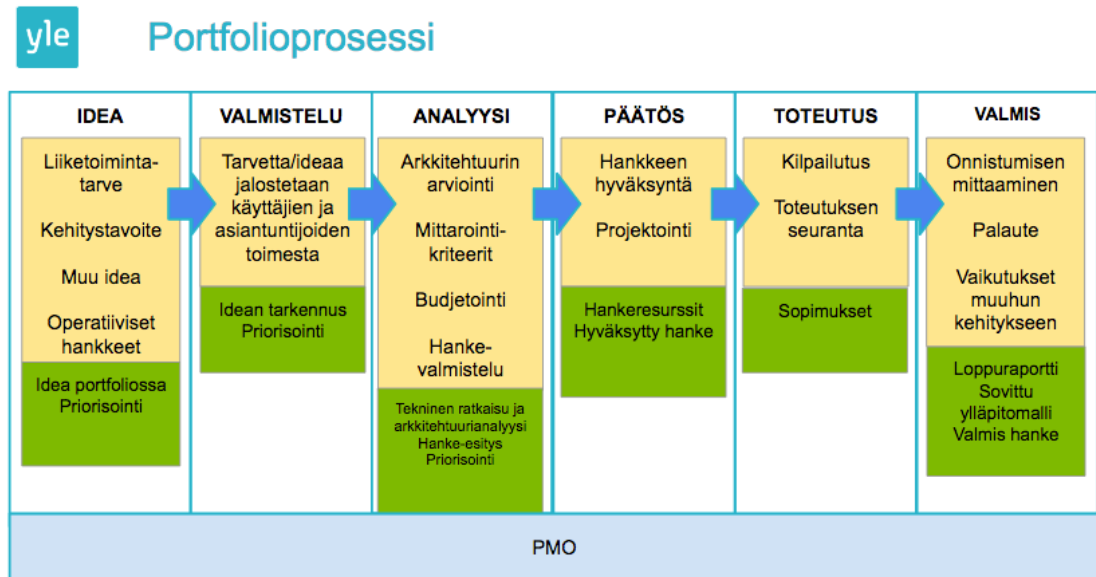 yle
Portfolioprosessi
IDEA
Liiketoiminta-
tarve
Kehitystavoite
Muu idea
Operatiiviset
hankkeet
Idea portfoliossa
Priorisointi
VALMISTELU
Tarvetta/ideaa
jalostetaan
käyttäjien ja
asiantuntijoiden
toimesta
Idean tarkennus
Priorisointi
ANALYYSI
Arkkitehtuurin
arviointi
Mittarointi-
kriteerit
Budjetointi
Hanke-
valmistelu
Tekninen ratkaisu ja
arkkitehtuurianalyysi
Hanke-esitys
Priorisointi
PÄÄTÖS
Hankkeen
hyväksyntä
Projektointi
Hankeresurssit
Hyväksytty hanke
TOTEUTUS
Kilpailutus
Toteutuksen
seuranta
Sopimukset
VALMIS
Onnistumisen
mittaaminen
Palaute
Vaikutukset
muuhun
kehitykseen
Loppuraportti
Sovittu
ylläpitomalli
Valmis hanke
PMO